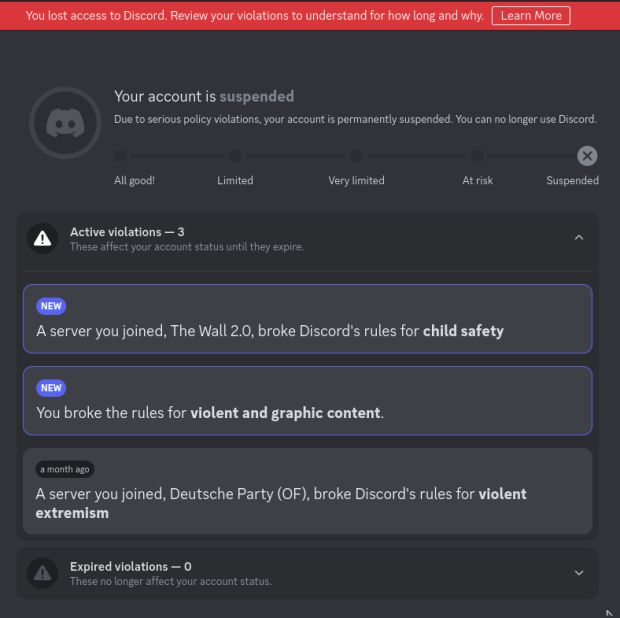 You lost access to Discord. Review your violations to understand for how long and why. Learn More
Your account is suspended
Due to serious policy violations, your account is permanently suspended. You can no longer use Discord.
All good! Limited Very limited At risk Suspended
Active violations — 3
These affect your account status until they expire.
NEW
A server you joined, The Wall 2.0, broke Discord's rules for child safety
NEW
You broke the rules for violent and graphic content.
a month ago
A server you joined, Deutsche Party (OF), broke Discord's rules for violent
extremism
Expired violations — 0
These no longer affect your account status.